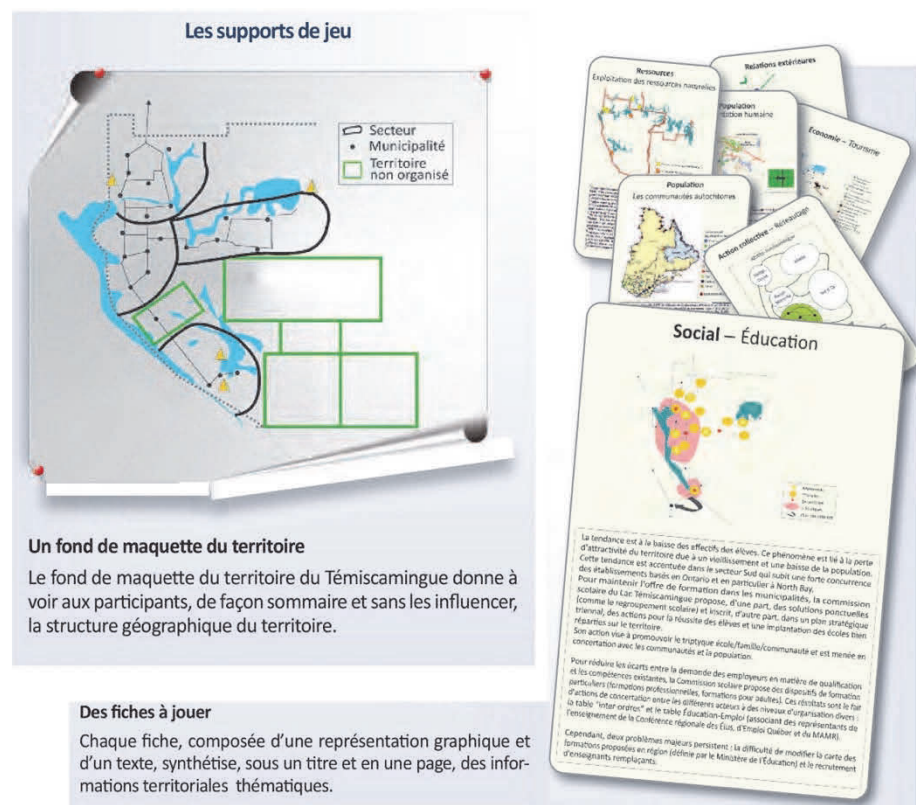 Les supports de jeu
Secteur
Municipalité
Territoire
non organisé
Un fond de maquette du territoire
Le fond de maquette du territoire du Témiscamingue donne à
voir aux participants, de façon sommaire et sans les influencer,
la structure géographique du territoire.
Des fiches à jouer
Chaque fiche, composée d'une représentation graphique et
d'un texte, synthétise, sous un titre et en une page, des infor-
mations territoriales thématiques.
Ressources
Exploitation des ressources naturelles
Relations extérieures
Population
humaine
Economie – Tourisme
Population
Les communautés autochtones
Action collective – Réseautage
Social – Éducation
La tendance est à la baisse des effectifs des élèves. Ce phénomène est lié à la perte
d'attractivité du territoire due à un vieillissement et une baisse de la population.
Cette tendance est accentuée dans le secteur Sud qui subit une forte concurrence
des établissements basés en Ontario et en particulier à North Bay.
Pour maintenir l'offre de formation dans les municipalités, la commission
scolaire du Lac Témiscamingue propose, d'une part, des solutions ponctuelles
(comme le regroupement scolaire) et inscrit, d'autre part, dans un plan stratégique
triennal, des actions pour la réussite des élèves et une implantation des écoles bien
réparties sur le territoire.
Son action vise à promouvoir le triptyque école/famille/communauté et est menée en
concertation avec les communautés et la population.
Pour réduire les écarts entre la demande des employeurs en matière de qualification
et les compétences existantes, la Commission scolaire propose des dispositifs de formation
particuliers (formations professionnelles, formations pour adultes). Ces résultats sont le fait
d'actions de concertation entre les différents acteurs à des niveaux d'organisation divers :
la table "inter ordres" et le table Éducation-Emploi (associant des représentants de
l'enseignement de la Conférence régionale des Élus, d'Emploi Québec et du MAMR).
Cependant, deux problèmes majeurs persistent : la difficulté de modifier la carte des
formations proposées en région (définie par le Ministère de l'Éducation) et le recrutement
d'enseignants remplaçants.